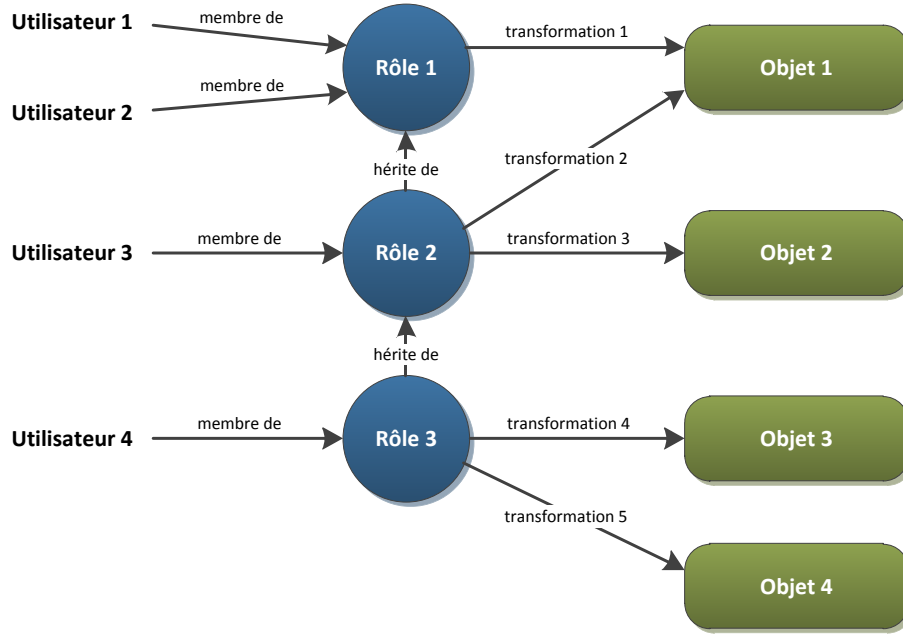 Utilisateur 1
membre de
Rôle 1
transformation 1
Objet 1
Utilisateur 2
membre de
hérite de
transformation 2
Utilisateur 3
membre de
Rôle 2
transformation 3
Objet 2
hérite de
Utilisateur 4
membre de
Rôle 3
transformation 4
Objet 3
transformation 5
Objet 4